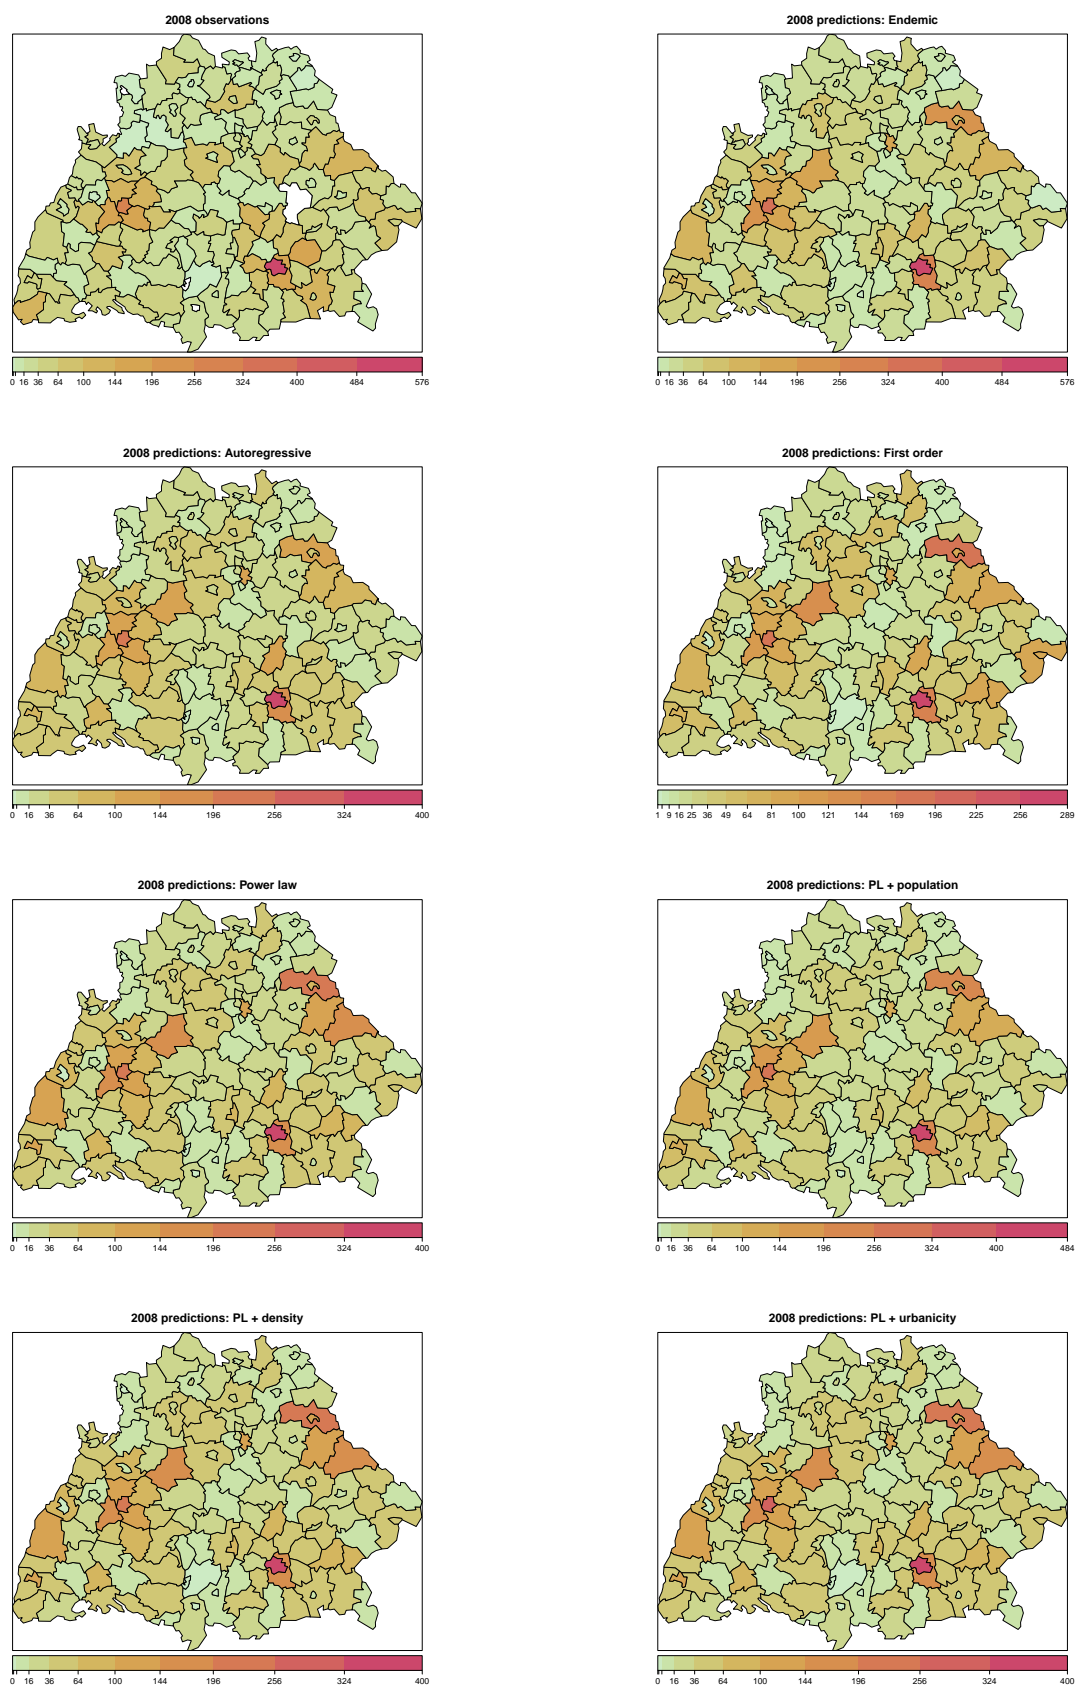 2008 observations
0 16 36 64 100 144 196 256 324 400 484 576
2008 predictions: Endemic
0 16 36 64 100 144 196 256 324 400 484 576
2008 predictions: Autoregressive
0 16 36 64 100 144 196 256 324 400
2008 predictions: First order
1 9 16 25 36 49 64 81 100 121 144 169 196 225 256 289
2008 predictions: Power law
0 16 36 64 100 144 196 256 324 400
2008 predictions: PL + population
0 16 36 64 100 144 196 256 324 400 484
2008 predictions: PL + density
0 16 36 64 100 144 196 256 324 400
2008 predictions: PL + urbanicity
0 16 36 64 100 144 196 256 324 400